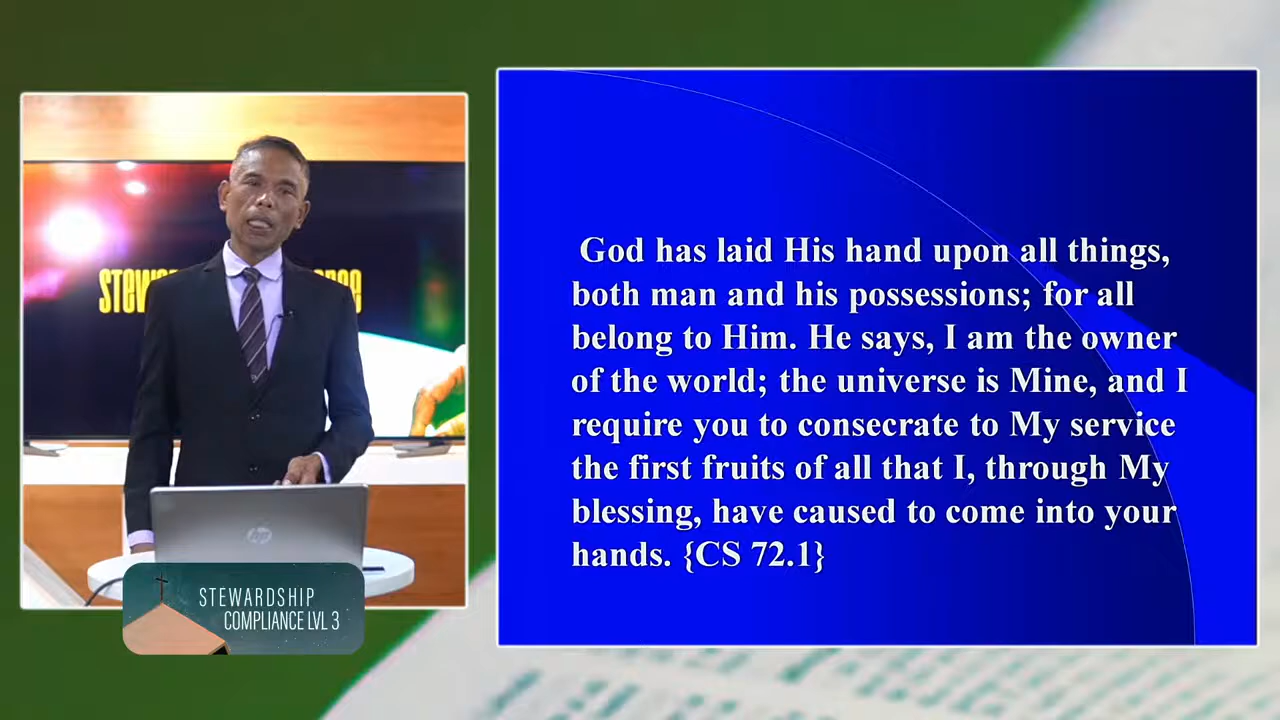 God has laid His hand upon all things,
both man and his possessions; for all
belong to Him. He says, I am the owner
of the world; the universe is Mine, and I
require you to consecrate to My service
the first fruits of all that I, through My
blessing, have caused to come into your
hands. {CS 72.1}
hp
STEWARDSHIP
COMPLIANCE LVL 3